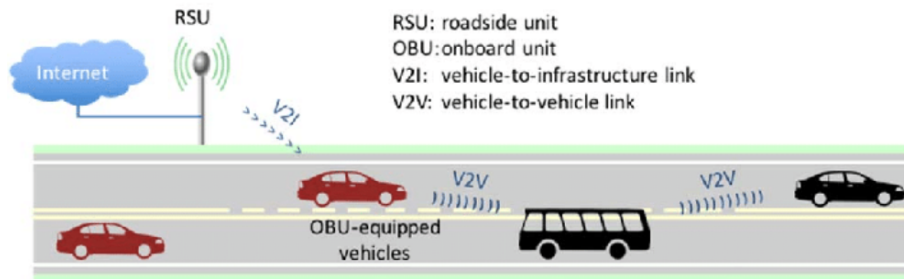 RSU
RSU: roadside unit
OBU: onboard unit
V2I: vehicle-to-infrastructure link
V2V: vehicle-to-vehicle link
Internet
V2I
V2V
V2V
OBU-equipped
vehicles